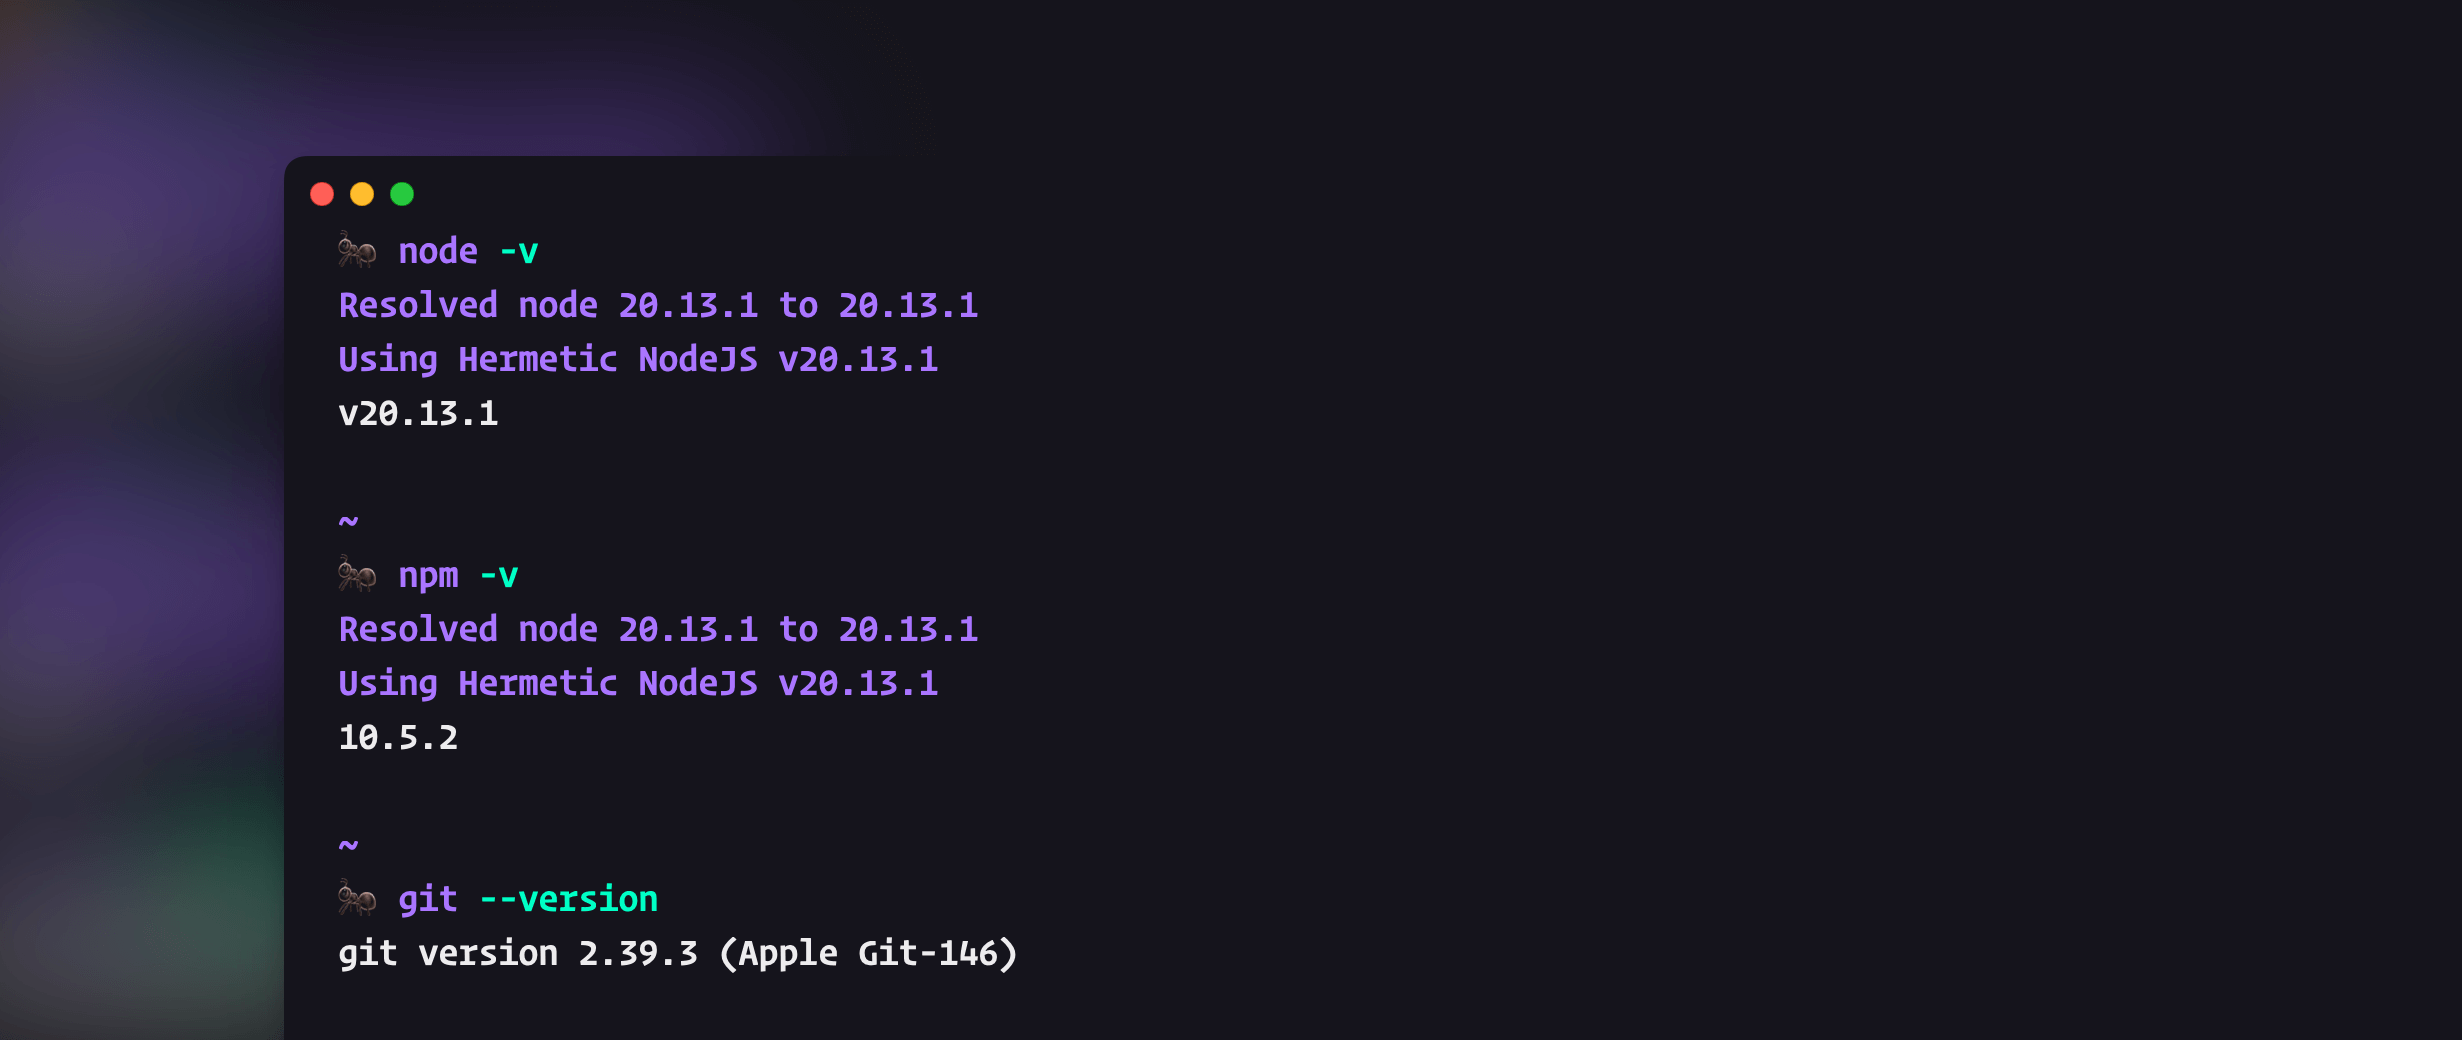 🐜 node -v
Resolved node 20.13.1 to 20.13.1
Using Hermetic NodeJS v20.13.1
v20.13.1
~
🐜 npm -v
Resolved node 20.13.1 to 20.13.1
Using Hermetic NodeJS v20.13.1
10.5.2
~
🐜 git --version
git version 2.39.3 (Apple Git-146)